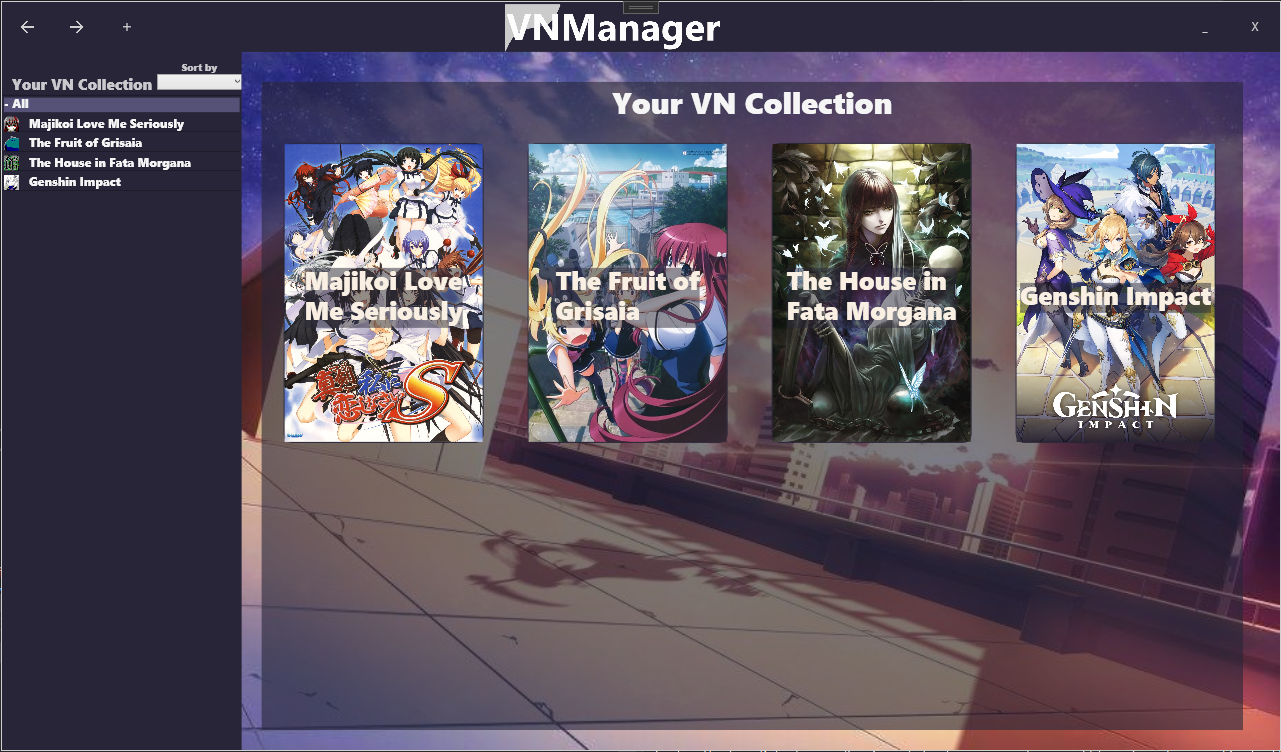 VNManager
+
_
X
Sort by
Your VN Collection
- All
Majikoi Love Me Seriously
The Fruit of Grisaia
The House in Fata Morgana
Genshin Impact
Your VN Collection
Majikoi Love
Me Seriously
真剣
私に
恋しなさい
S
The Fruit of
Grisaia
The House in
Fata Morgana
Genshin Impact
GENSHIN
IMPACT